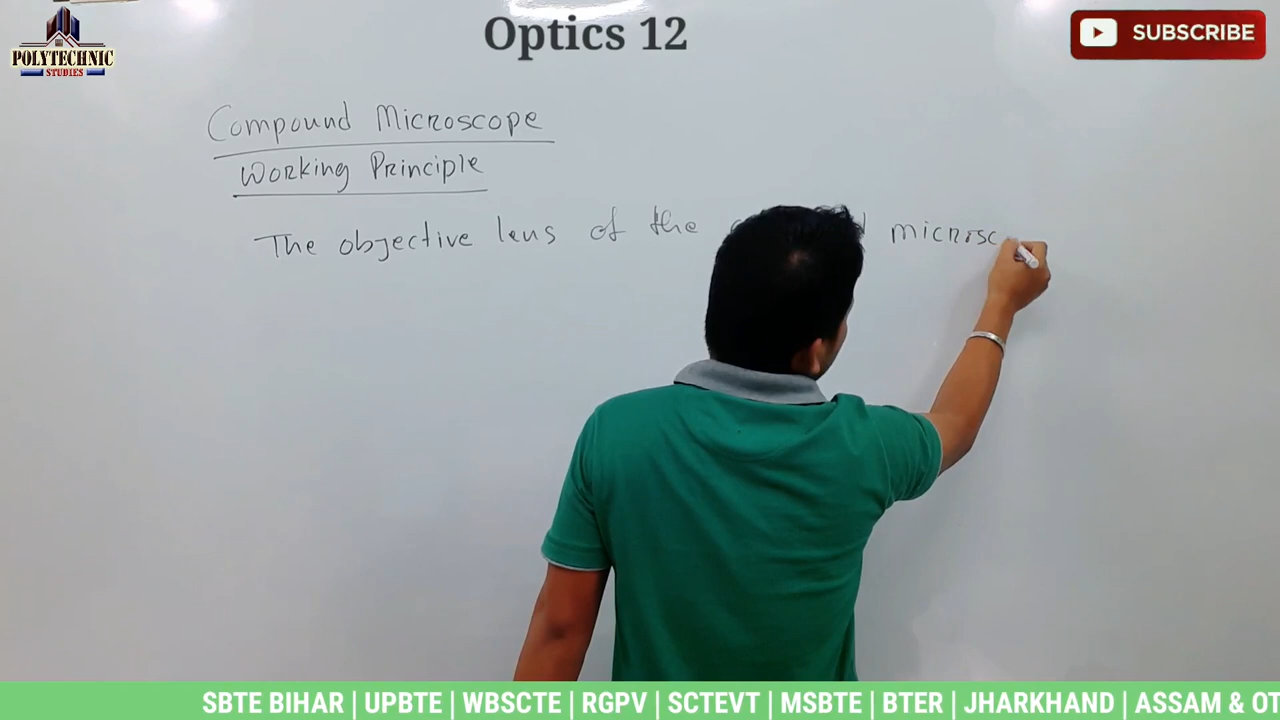 Optics 12
POLYTECHNIC
STUDIES
SUBSCRIBE
Compound Microscope
Working Principle
The objective lens of the microsc
SBTE BIHAR | UPBTE | WBSCTE | RGPV | SCTEVT | MSBTE | BTER | JHARKHAND | ASSAM & OT